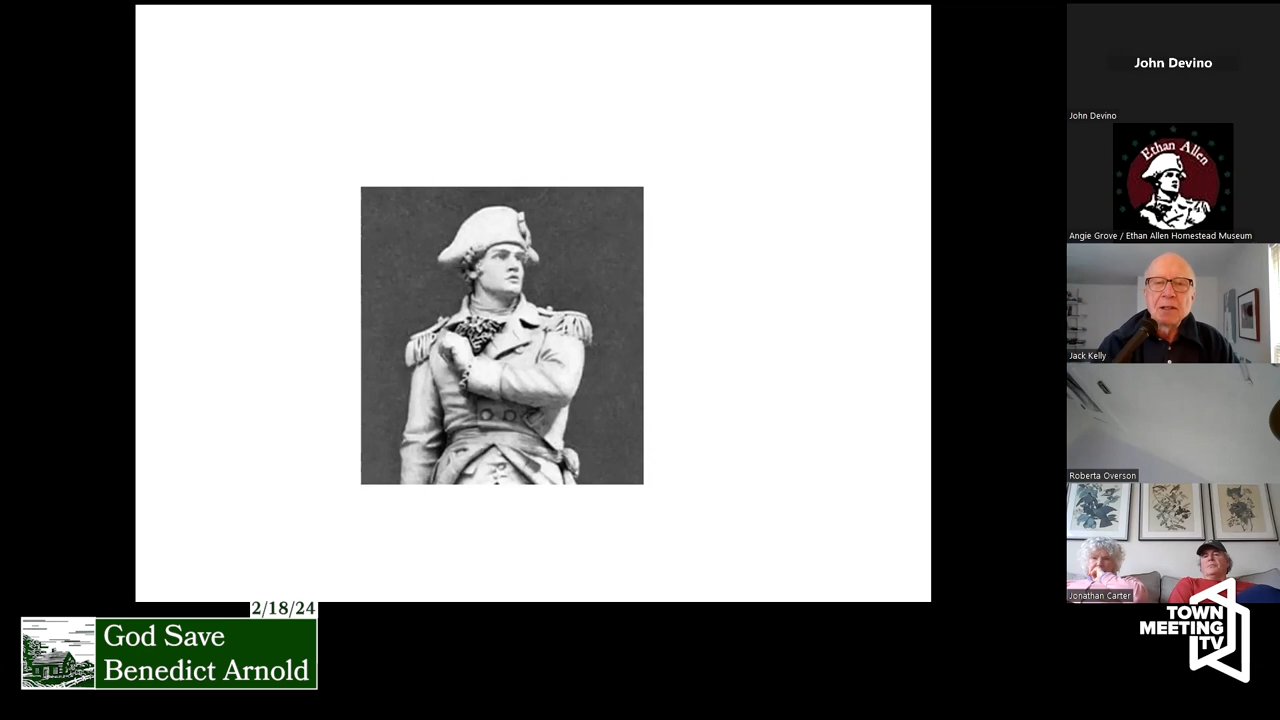 John Devino
John Devino
Ethan Allen
Angie Grove / Ethan Allen Homestead Museum
Jack Kelly
Roberta Overson
Jonathan Carter
2/18/24
God Save
Benedict Arnold
TOWN
MEETING
TV